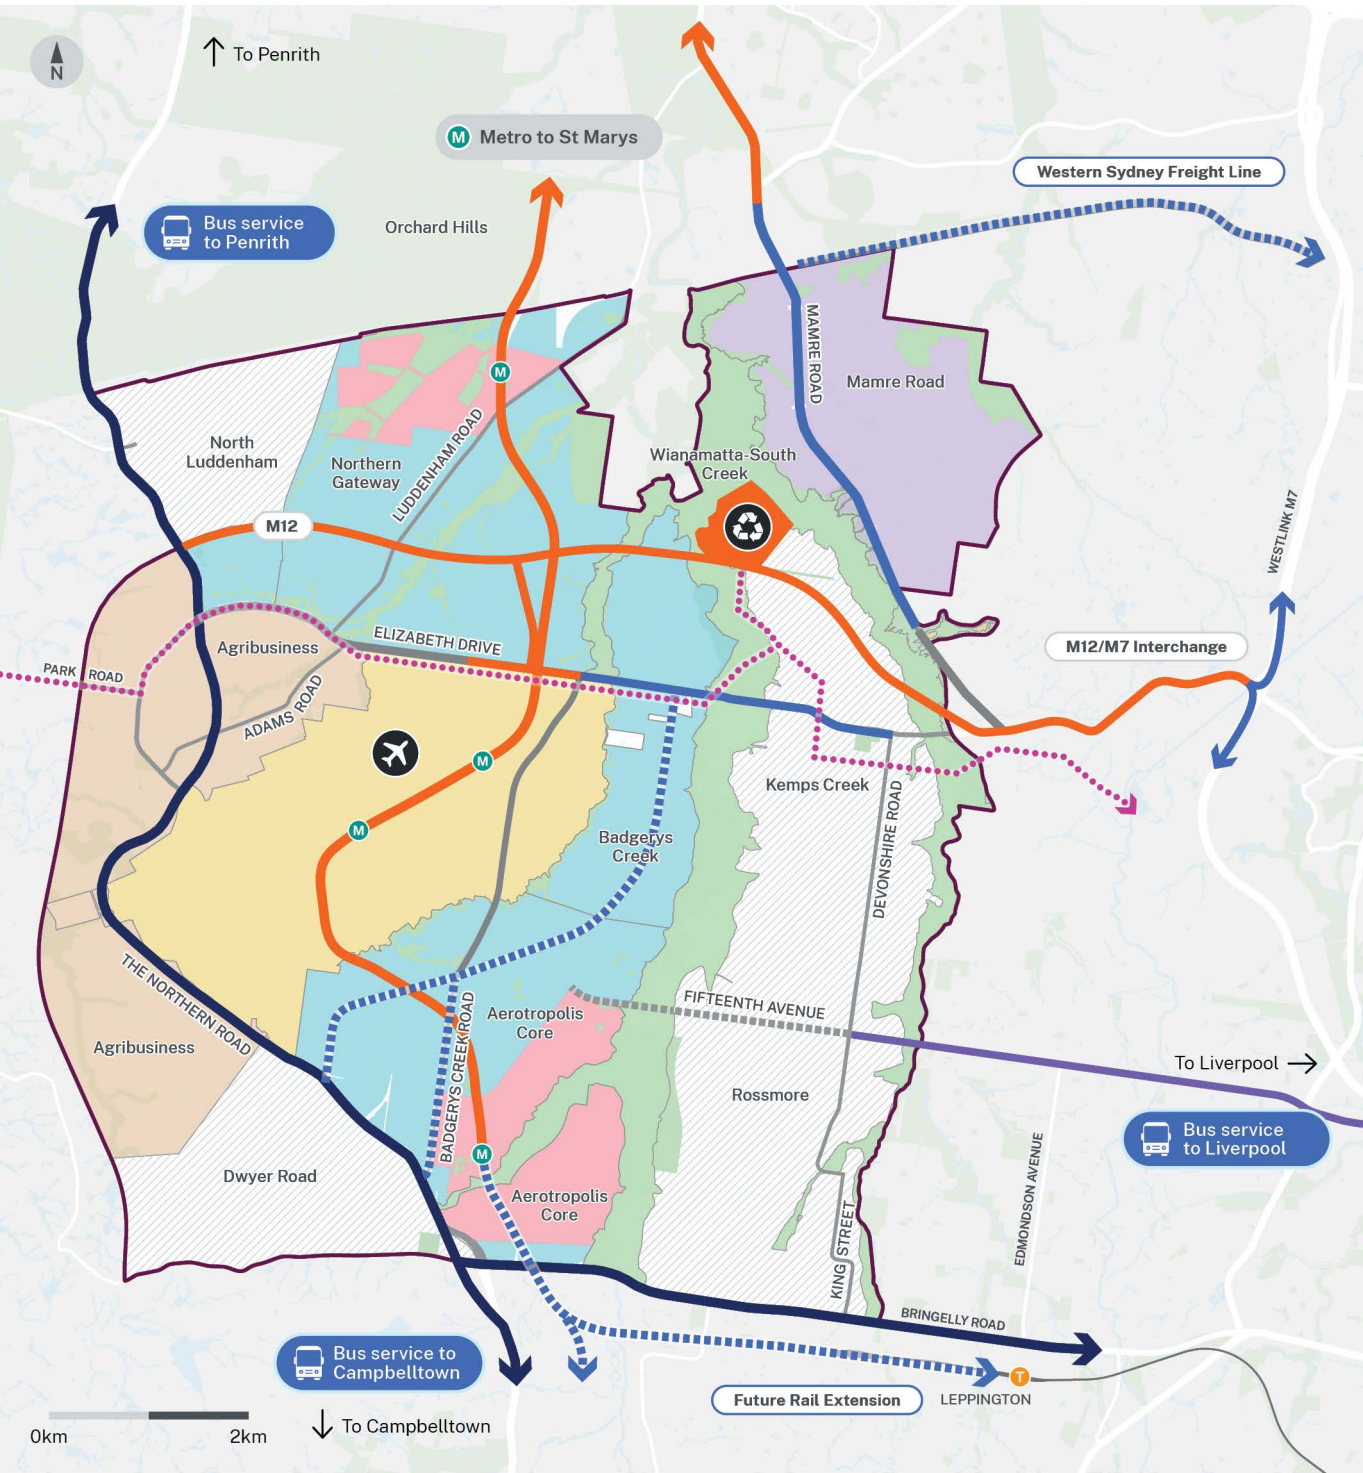 N
To Penrith
M Metro to St Marys
Western Sydney Freight Line
Bus service
to Penrith
Orchard Hills
M
MAMRE ROAD
Mamre Road
North
Luddenham
Northern
Gateway
LUDDENHAM ROAD
Wianamatta-South
Creek
M12
WESTLINK M7
ELIZABETH DRIVE
Agribusiness
M12/M7 Interchange
PARK ROAD
ADAMS ROAD
M
Kemps Creek
M
Badgerys
Creek
DEVONSHIRE ROAD
THE NORTHERN ROAD
Agribusiness
BADGERYS CREEK ROAD
Aerotropolis
Core
FIFTEENTH AVENUE
To Liverpool
Rossmore
Bus service
to Liverpool
M
Dwyer Road
Aerotropolis
Core
EDMONDSON AVENUE
KING STREET
BRINGELLY ROAD
Bus service to
Campbelltown
T
Future Rail Extension
LEPPINGTON
0km 2km
To Campbelltown